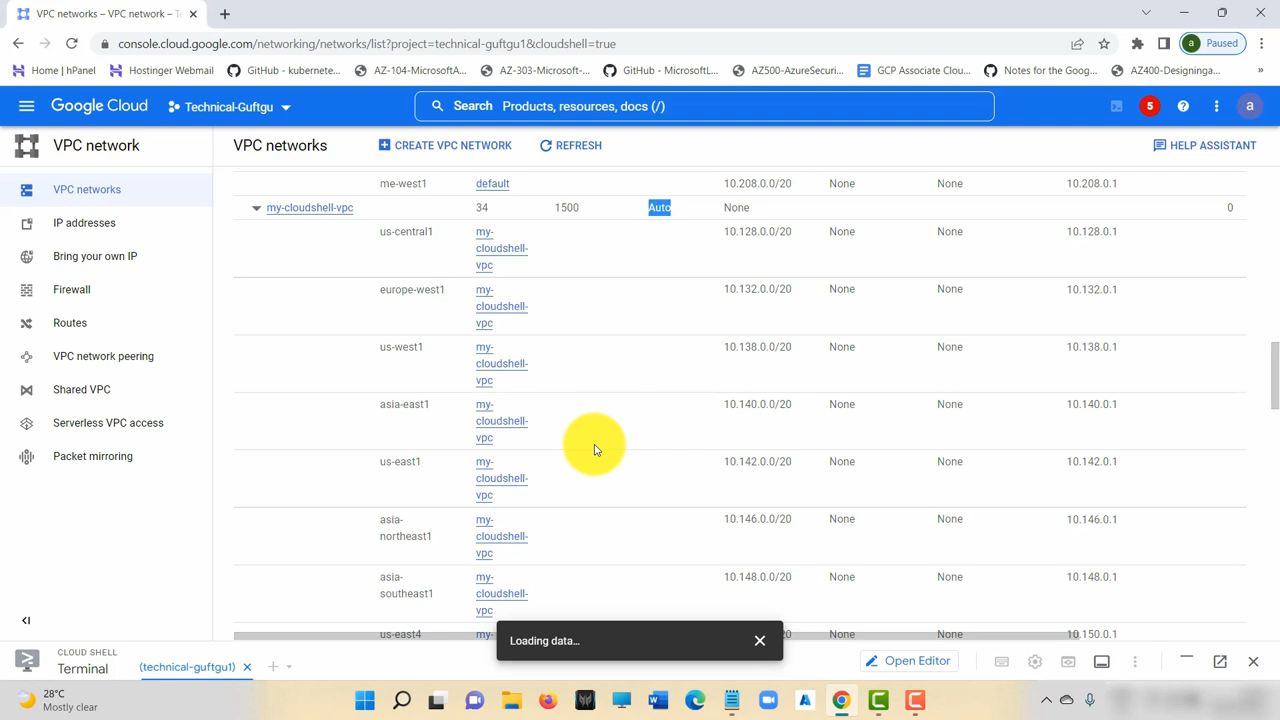 VPC networks – VPC network – T
console.cloud.google.com/networking/networks/list?project=technical-guftgu1&cloudshell=true
Paused
Home | hPanel
Hostinger Webmail
GitHub - kubernete...
AZ-104-MicrosoftA...
AZ-303-Microsoft-...
GitHub - MicrosoftL...
AZ500-AzureSecuri...
GCP Associate Clou...
Notes for the Goog...
AZ400-Designinga...
Google Cloud
Technical-Guftgu
Search Products, resources, docs (/)
5
a
VPC network
VPC networks
CREATE VPC NETWORK
REFRESH
HELP ASSISTANT
VPC networks
IP addresses
Bring your own IP
Firewall
Routes
VPC network peering
Shared VPC
Serverless VPC access
Packet mirroring
me-west1 default 10.208.0.0/20 None None 10.208.0.1
my-cloudshell-vpc 34 1500 Auto None 0
us-central1 my- 10.128.0.0/20 None None 10.128.0.1
cloudshell-
vpc
europe-west1 my- 10.132.0.0/20 None None 10.132.0.1
cloudshell-
vpc
us-west1 my- 10.138.0.0/20 None None 10.138.0.1
cloudshell-
vpc
asia-east1 my- 10.140.0.0/20 None None 10.140.0.1
cloudshell-
vpc
us-east1 my- 10.142.0.0/20 None None 10.142.0.1
cloudshell-
vpc
asia- my- 10.146.0.0/20 None None 10.146.0.1
northeast1 cloudshell-
vpc
asia- my- 10.148.0.0/20 None None 10.148.0.1
southeast1 cloudshell-
vpc
us-east4 my- 10.150.0.0/20 None None 10.150.0.1
Loading data...
CLOUD SHELL
Terminal
(technical-guftgu1)
Open Editor
28°C
Mostly clear